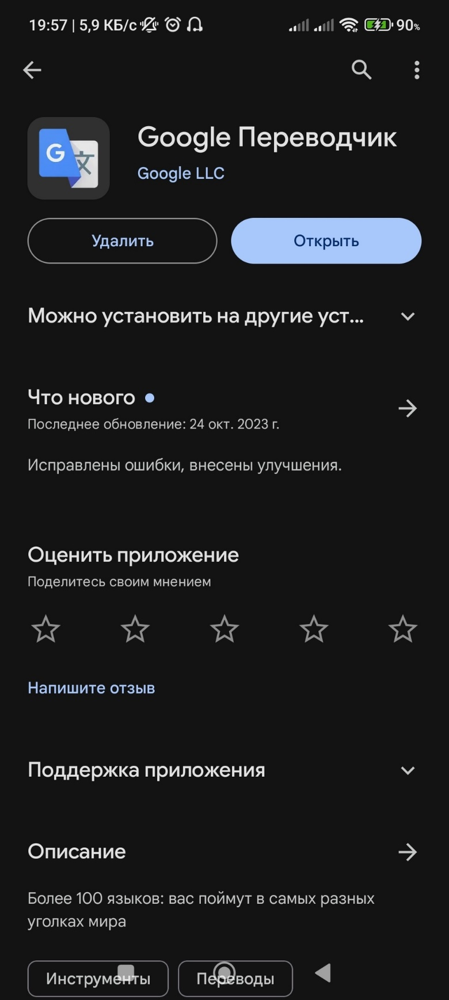 19:57 | 5,9 КБ/с 90%
Google Переводчик
Google LLC
Удалить
Открыть
Можно установить на другие уст...
Что нового
Последнее обновление: 24 окт. 2023 г.
Исправлены ошибки, внесены улучшения.
Оценить приложение
Поделитесь своим мнением
Напишите отзыв
Поддержка приложения
Описание
Более 100 языков: вас поймут в самых разных
уголках мира
Инструменты
Переводы